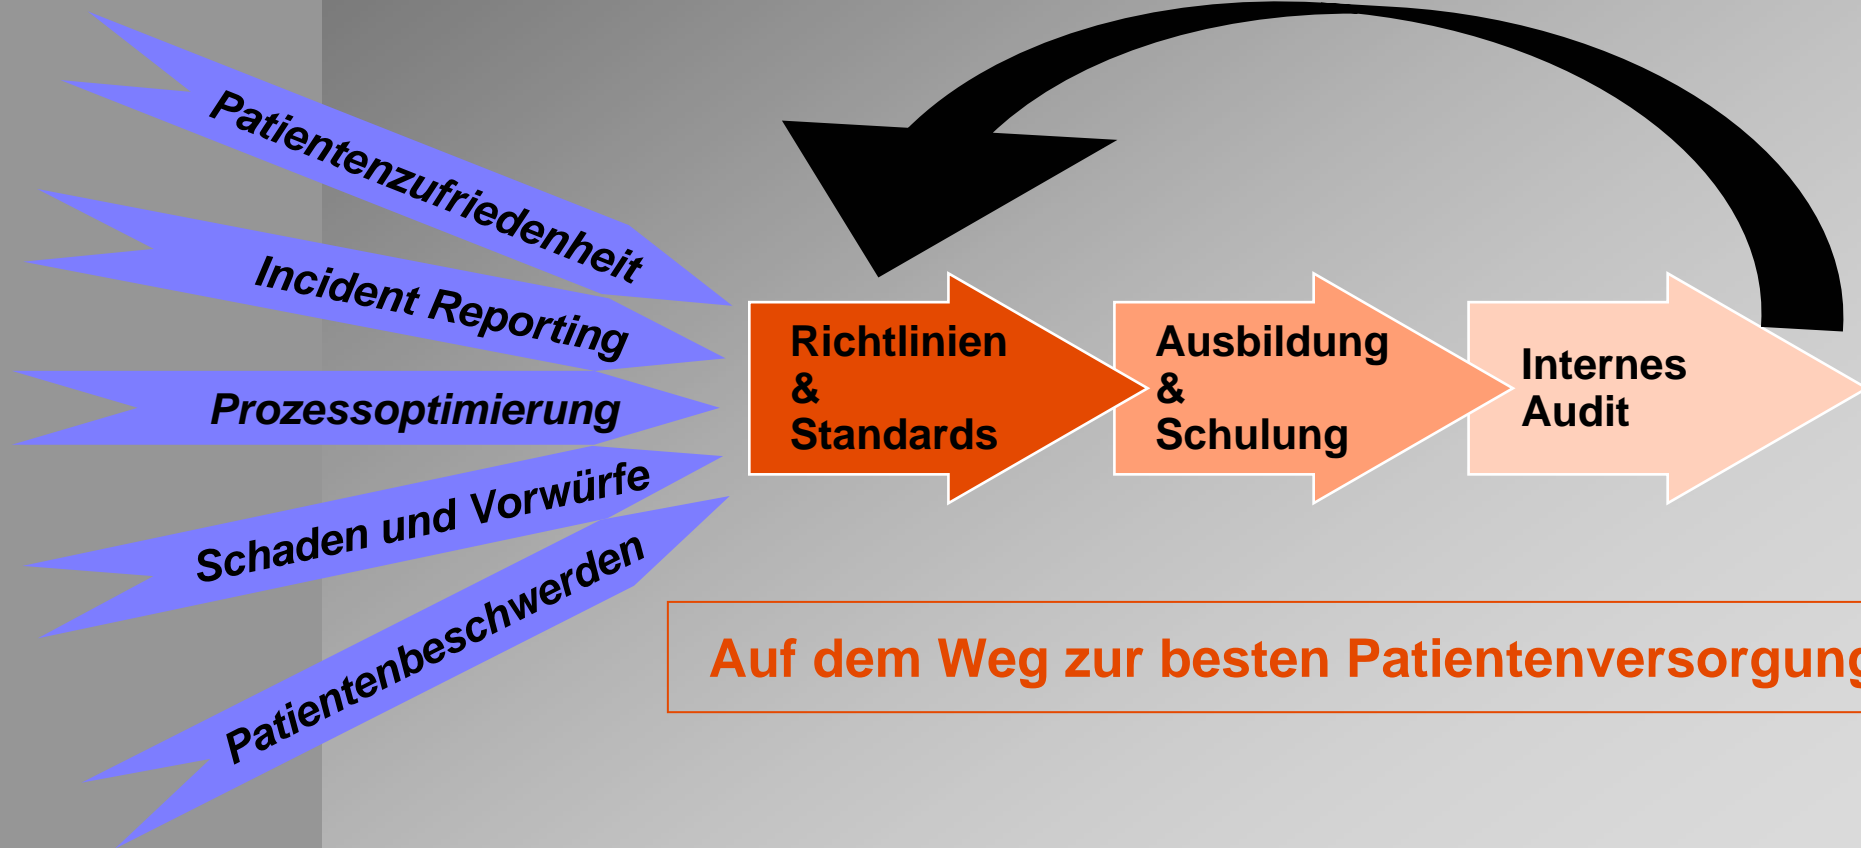 Patientenzufriedenheit
Incident Reporting
Prozessoptimierung
Schaden und Vorwürfe
Patientenbeschwerden
Richtlinien
&
Standards
Ausbildung
&
Schulung
Internes
Audit
Auf dem Weg zur besten Patientenversorgung